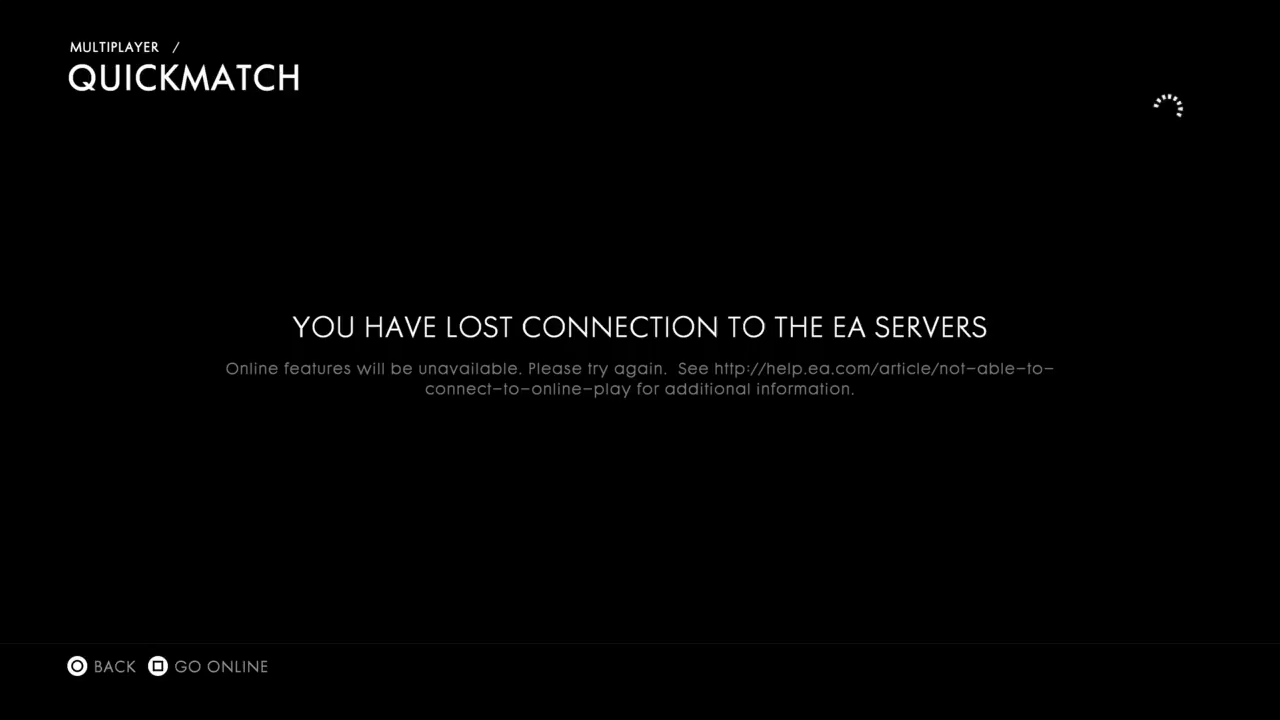 MULTIPLAYER /
QUICKMATCH
YOU HAVE LOST CONNECTION TO THE EA SERVERS
Online features will be unavailable. Please try again.  See http://help.ea.com/article/not-able-to-
connect-to-online-play for additional information.
BACK GO ONLINE